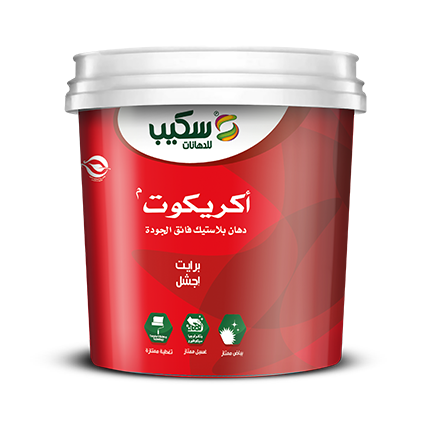 سكيب
للدهانات
أكريكوت م
دهان بلاستيك فائق الجودة
برايت
اجشل
بياض ممتاز
غسيل ممتاز
تغطية ممتازة